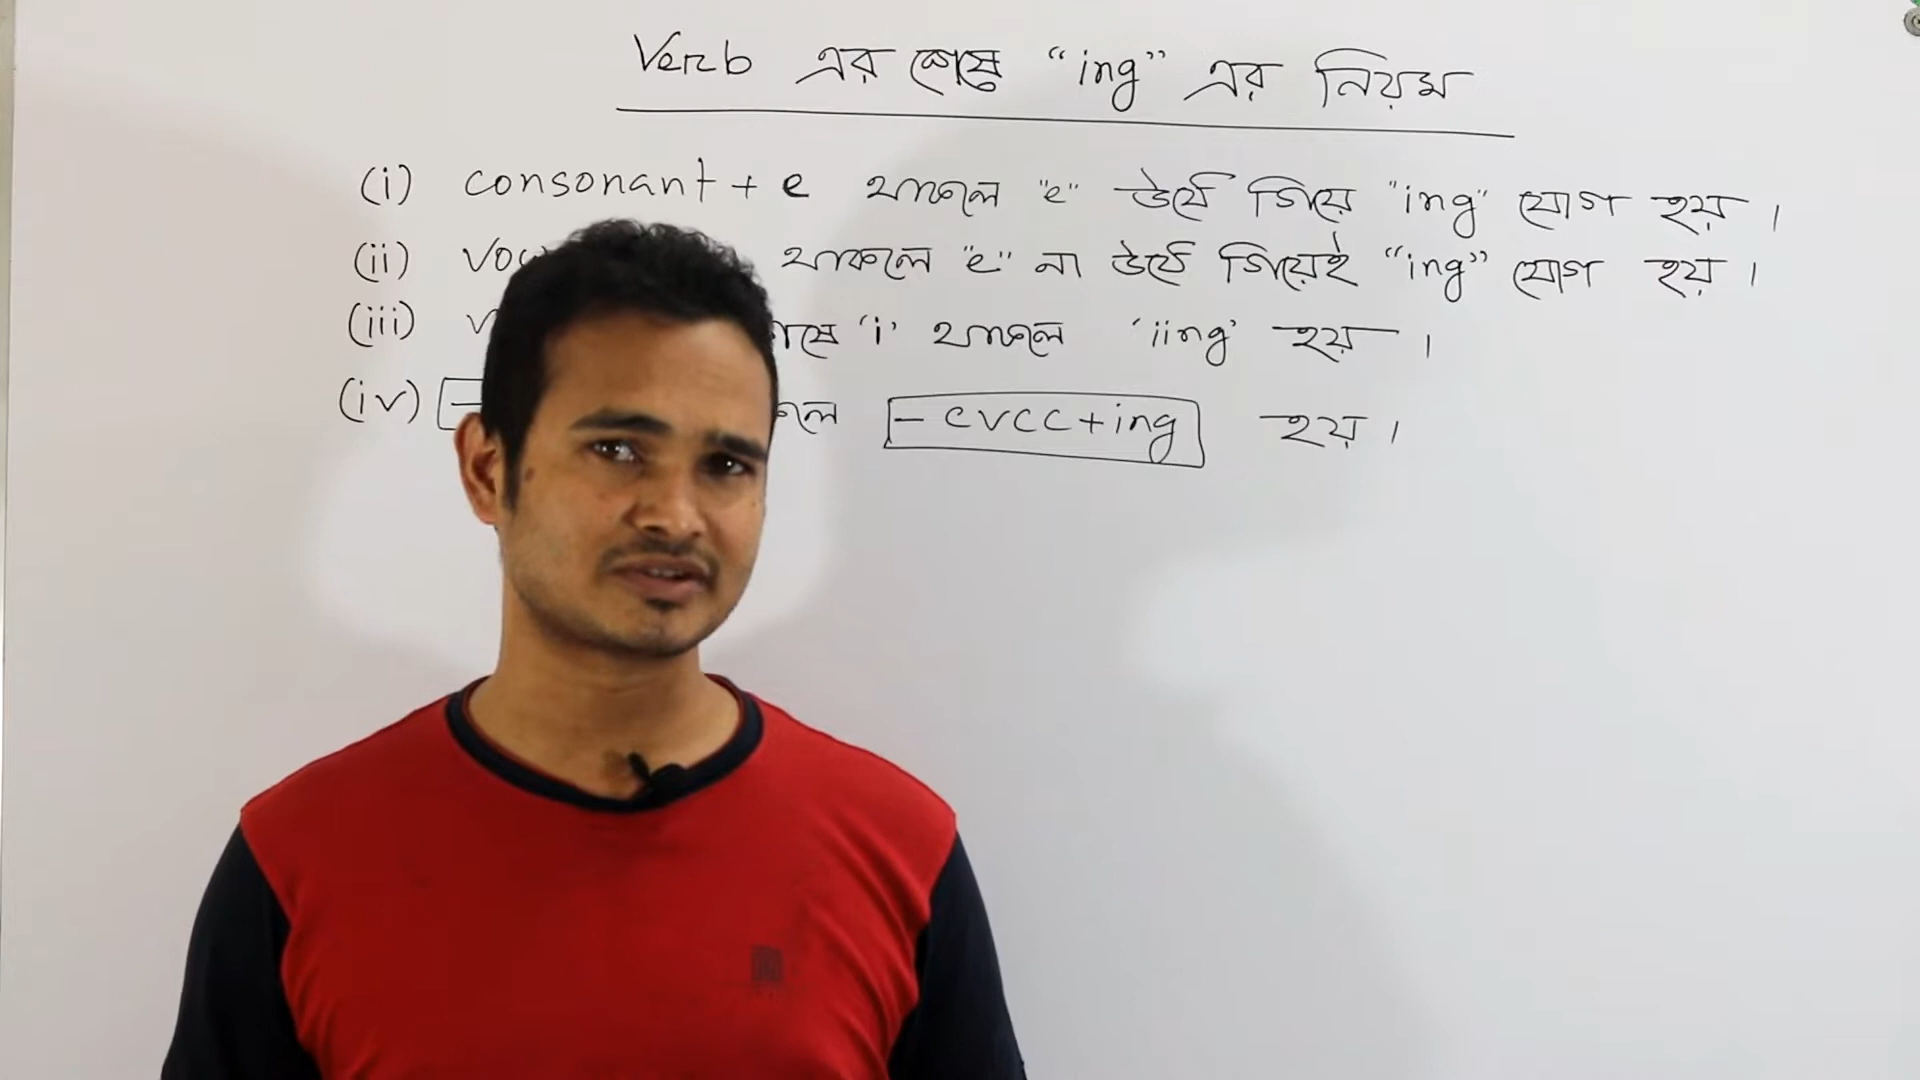 Verb এর শেষে "ing" এর নিয়ম
(i) consonant + e থাকলে "e" উঠে গিয়ে "ing" যোগ হয়।
(ii) থাকলে "e" না উঠে গিয়েই "ing" যোগ হয়।
(iii) 'i' থাকলে 'iing' হয়।
(iv) - cvcc+ing হয়।